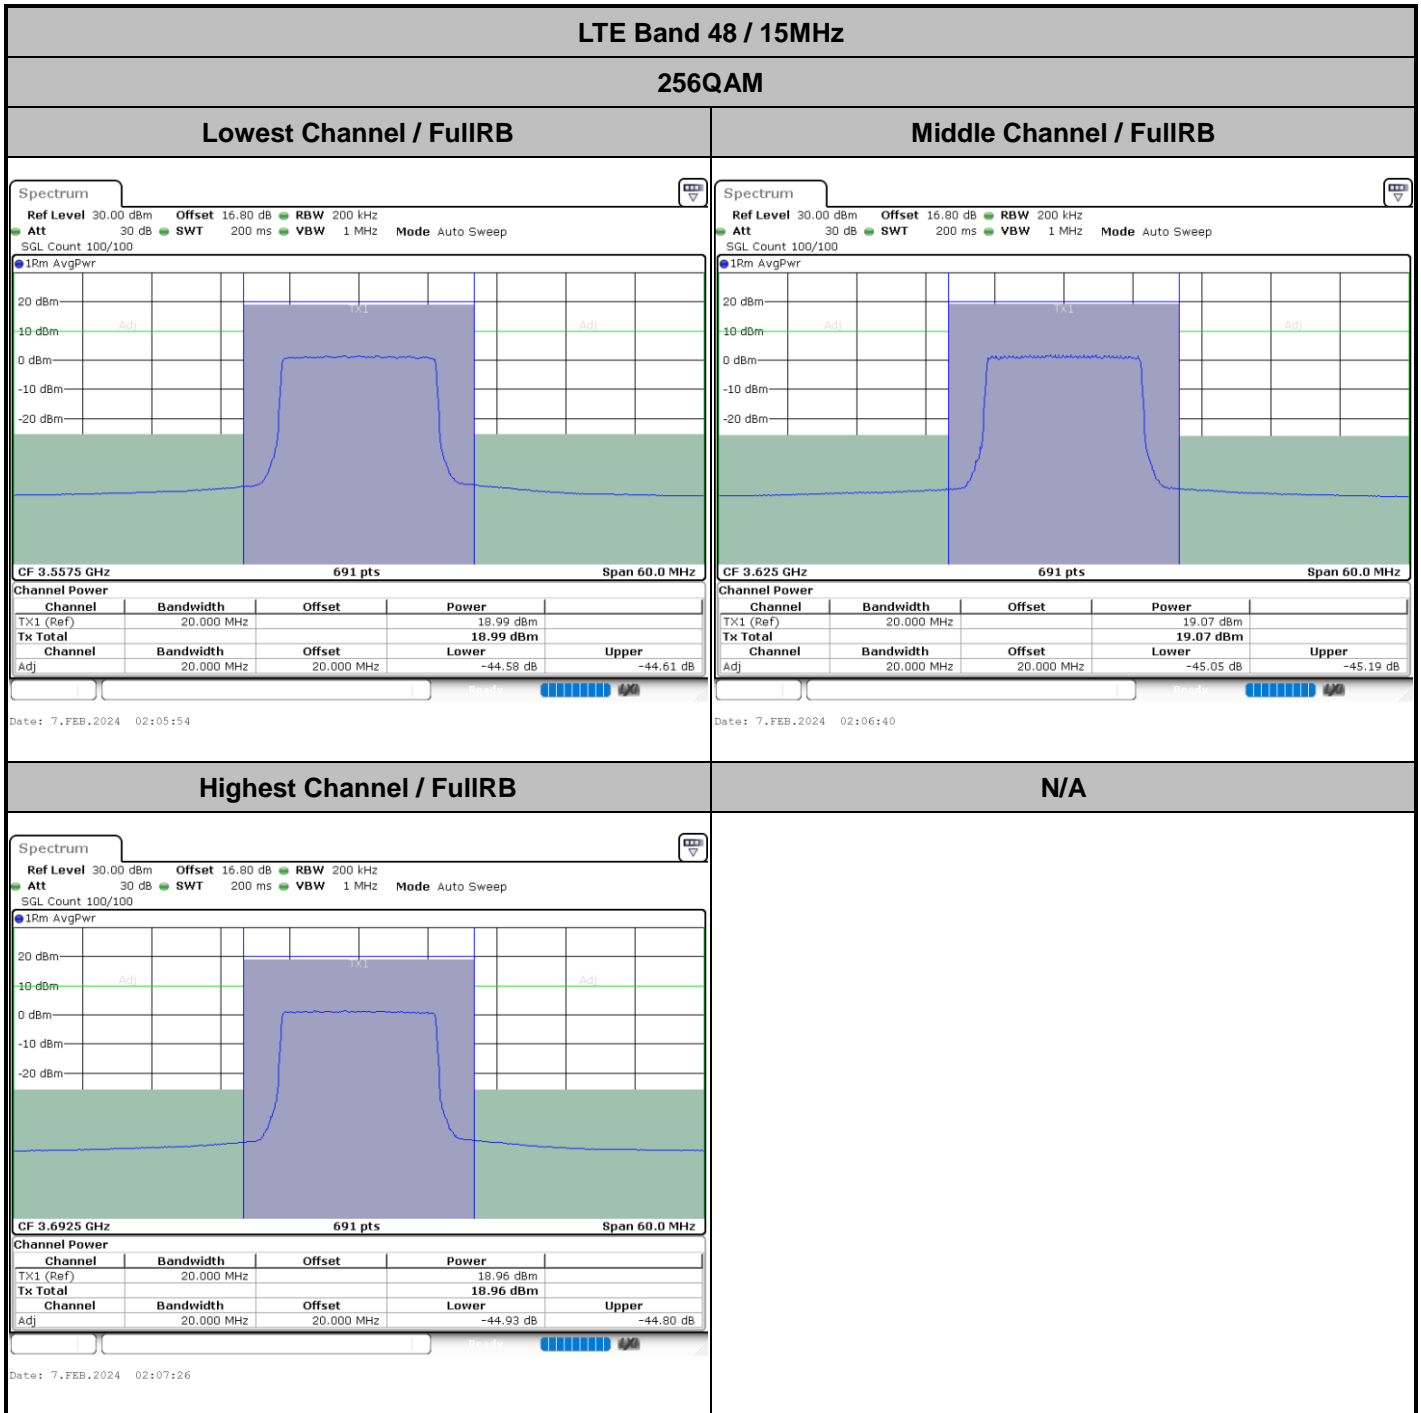 LTE Band 48 / 15MHz
256QAM
Lowest Channel / FullRB
Middle Channel / FullRB
Spectrum
Ref Level 30.00 dBm Offset 16.80 dB RBW 200 kHz
Att 30 dB SWT 200 ms VBW 1 MHz Mode Auto Sweep
SGL Count 100/100
1Rm AvgPwr
20 dBm
10 dBm
0 dBm
-10 dBm
-20 dBm
Adj
TX1
Adj
CF 3.5575 GHz 691 pts Span 60.0 MHz
Channel Power
Channel Bandwidth Offset Power
TX1 (Ref) 20.000 MHz 18.99 dBm
Tx Total 18.99 dBm
Channel Bandwidth Offset Lower Upper
Adj 20.000 MHz 20.000 MHz -44.58 dB -44.61 dB
Ready
Date: 7.FEB.2024 02:05:54
Spectrum
Ref Level 30.00 dBm Offset 16.80 dB RBW 200 kHz
Att 30 dB SWT 200 ms VBW 1 MHz Mode Auto Sweep
SGL Count 100/100
1Rm AvgPwr
20 dBm
10 dBm
0 dBm
-10 dBm
-20 dBm
Adj
TX1
Adj
CF 3.625 GHz 691 pts Span 60.0 MHz
Channel Power
Channel Bandwidth Offset Power
TX1 (Ref) 20.000 MHz 19.07 dBm
Tx Total 19.07 dBm
Channel Bandwidth Offset Lower Upper
Adj 20.000 MHz 20.000 MHz -45.05 dB -45.19 dB
Ready
Date: 7.FEB.2024 02:06:40
Highest Channel / FullRB
N/A
Spectrum
Ref Level 30.00 dBm Offset 16.80 dB RBW 200 kHz
Att 30 dB SWT 200 ms VBW 1 MHz Mode Auto Sweep
SGL Count 100/100
1Rm AvgPwr
20 dBm
10 dBm
0 dBm
-10 dBm
-20 dBm
Adj
TX1
Adj
CF 3.6925 GHz 691 pts Span 60.0 MHz
Channel Power
Channel Bandwidth Offset Power
TX1 (Ref) 20.000 MHz 18.96 dBm
Tx Total 18.96 dBm
Channel Bandwidth Offset Lower Upper
Adj 20.000 MHz 20.000 MHz -44.93 dB -44.80 dB
Ready
Date: 7.FEB.2024 02:07:26